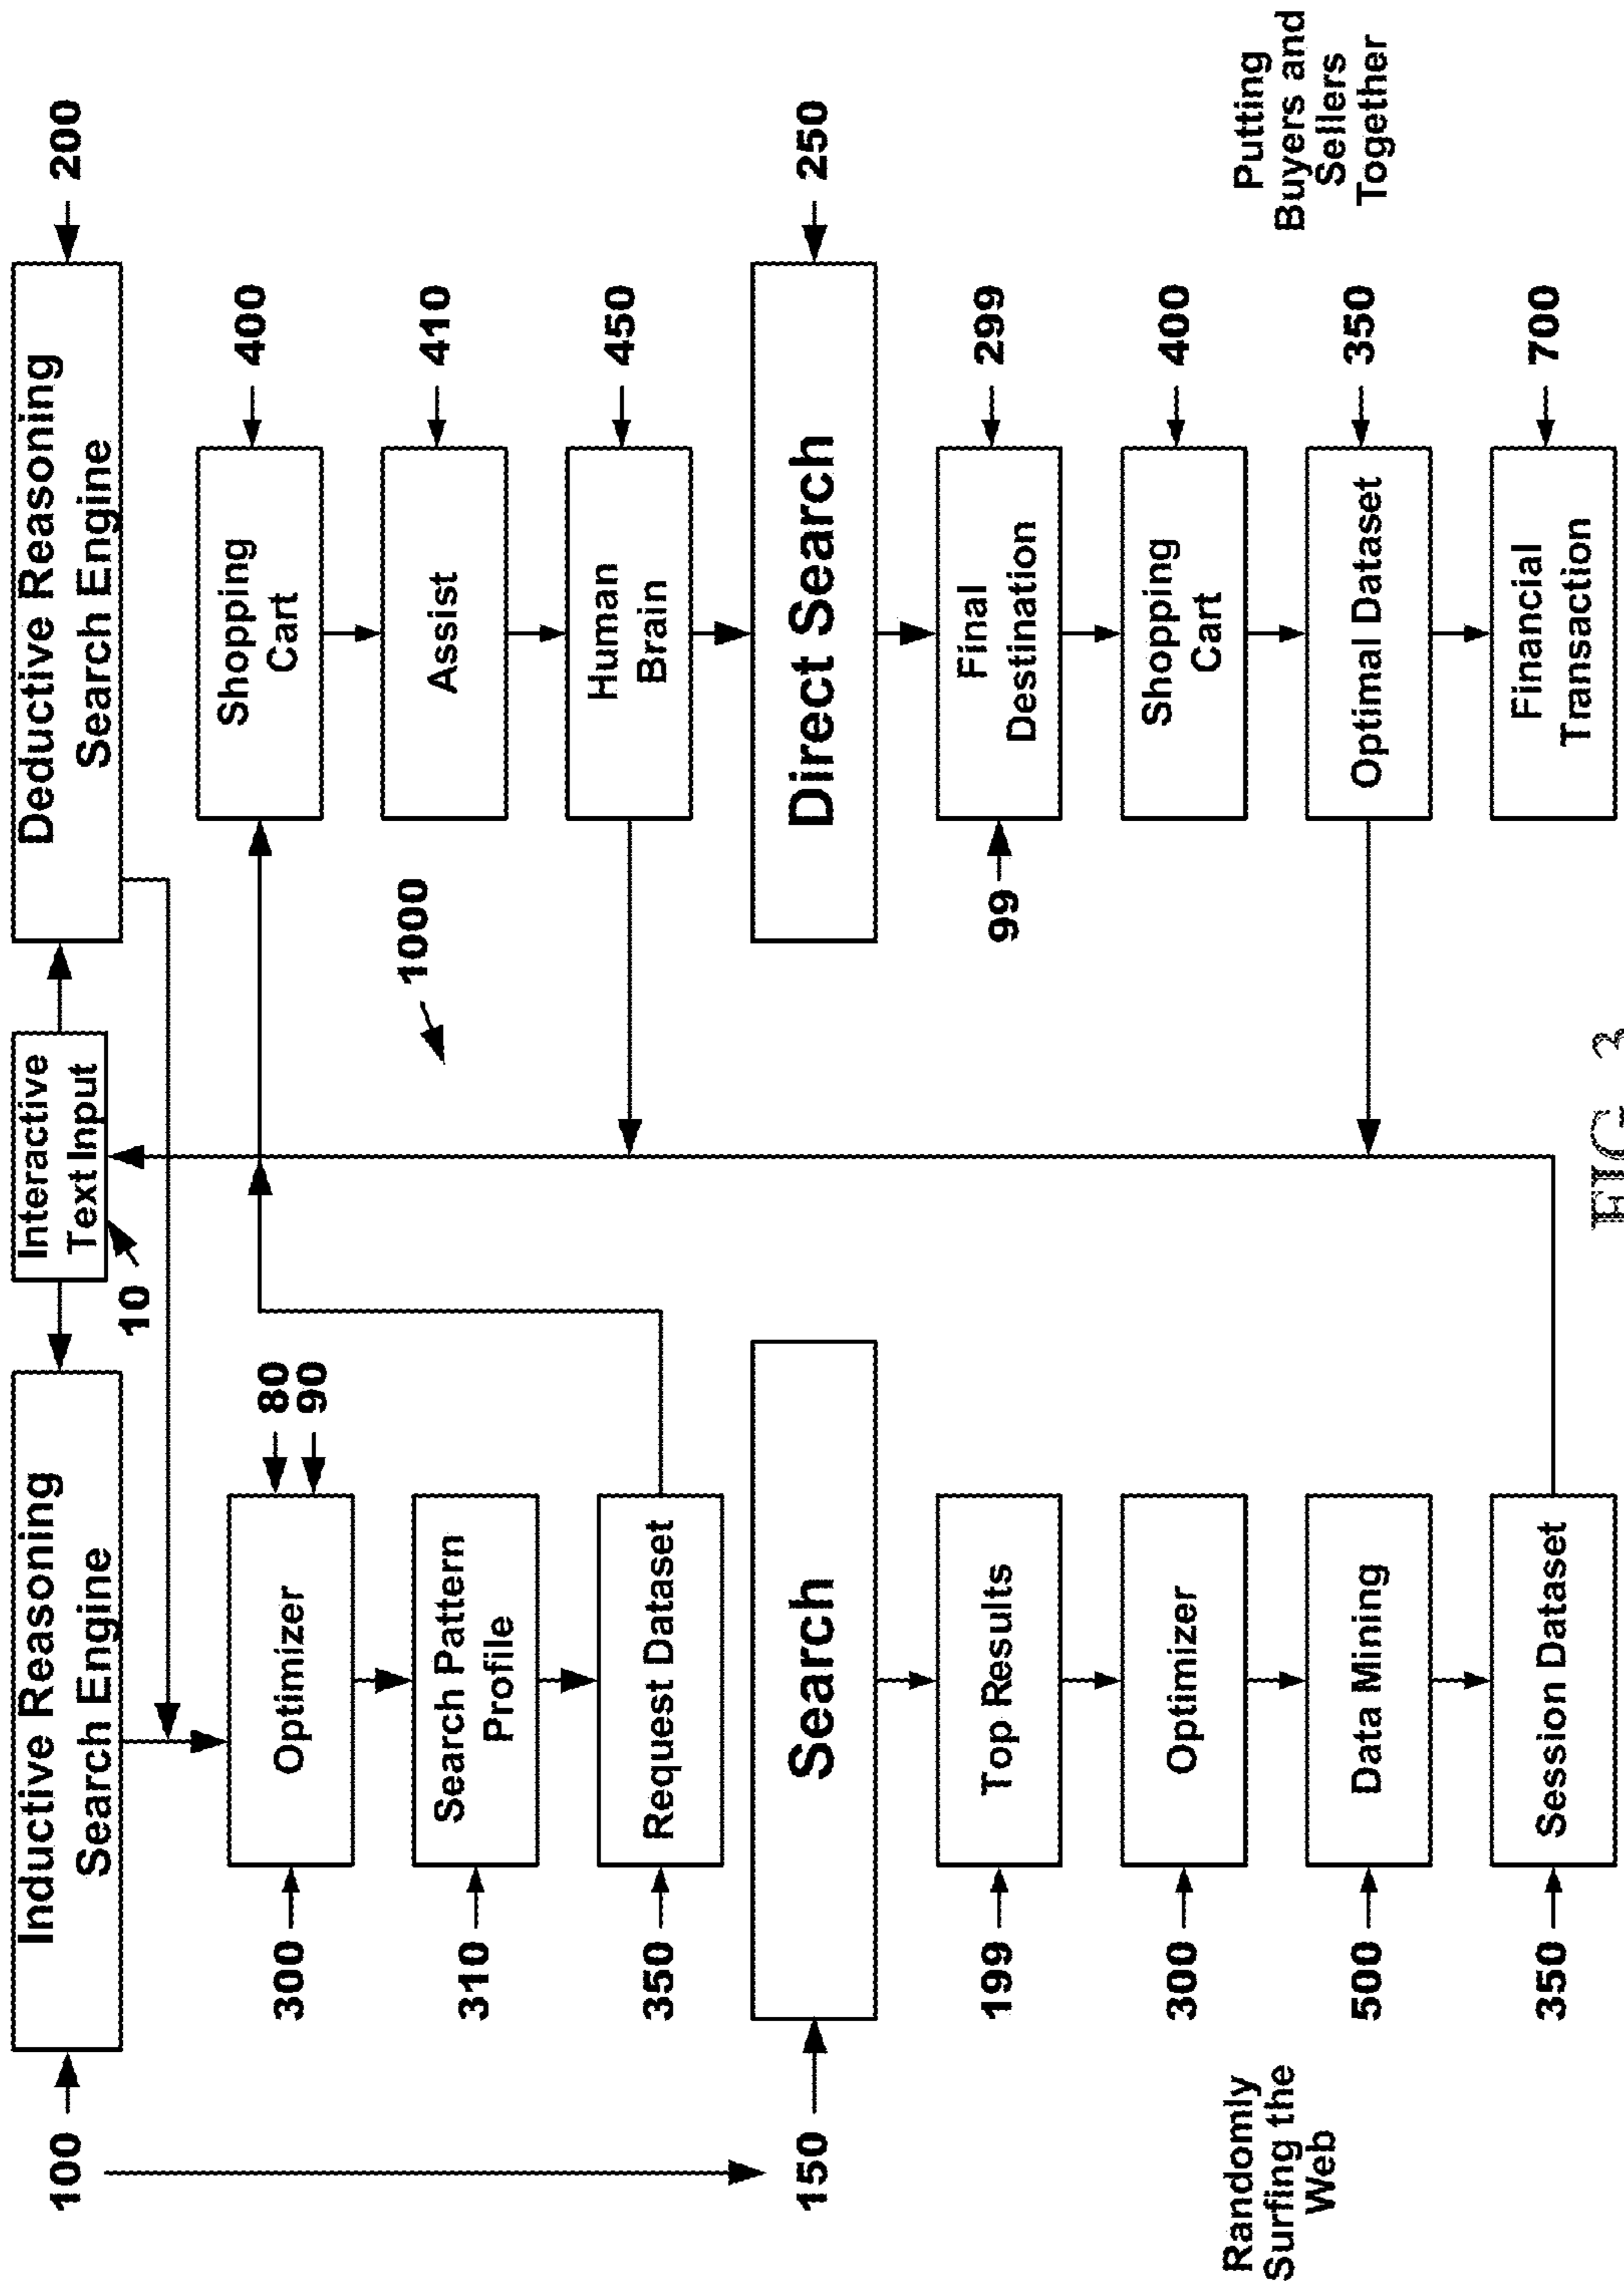 100
Inductive Reasoning
Search Engine
Interactive
Text Input
10
Deductive Reasoning
Search Engine
200
300
Optimizer
80
90
Shopping
Cart
400
310
Search Pattern
Profile
1000
Assist
410
350
Request Dataset
Human
Brain
450
150
Search
Direct Search
250
199
Top Results
99
Final
Destination
299
300
Optimizer
Shopping
Cart
400
Randomly
Surfing the
Web
Putting
Buyers and
Sellers
Together
500
Data Mining
Optimal Dataset
350
350
Session Dataset
Financial
Transaction
700
FIG 3